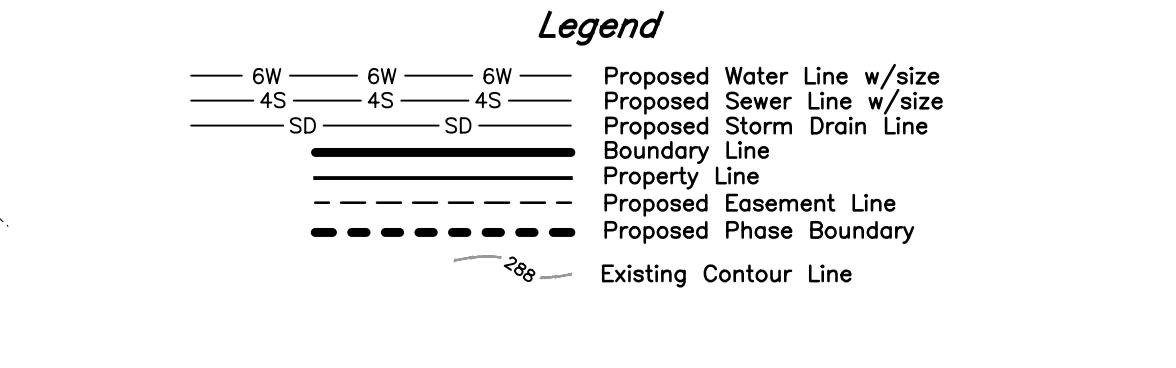 Legend
6W 6W 6W Proposed Water Line w/size
4S 4S 4S Proposed Sewer Line w/size
SD SD Proposed Storm Drain Line
Boundary Line
Property Line
Proposed Easement Line
Proposed Phase Boundary
288 Existing Contour Line